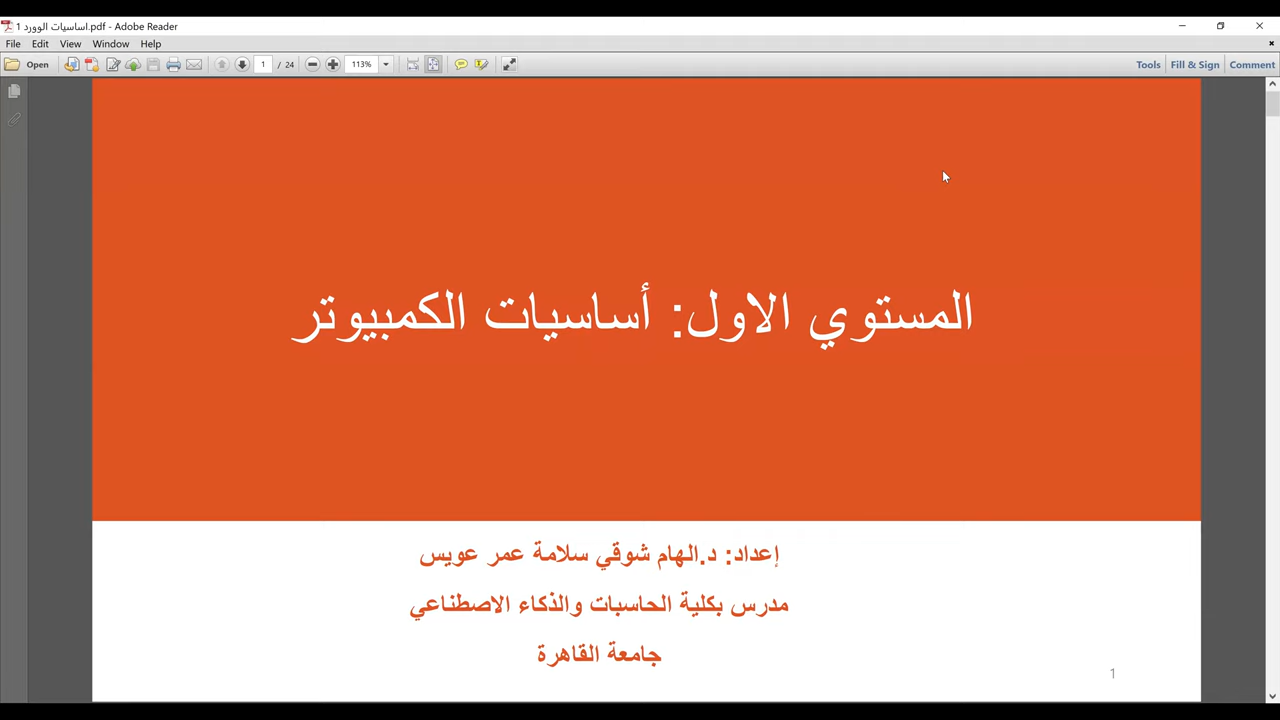 اساسيات الوورد 1.pdf - Adobe Reader
File Edit View Window Help
Open 1 / 24 113% Tools Fill & Sign Comment
المستوي الاول: أساسيات الكمبيوتر
إعداد: د.الهام شوقي سلامة عمر عويس
مدرس بكلية الحاسبات والذكاء الاصطناعي
جامعة القاهرة
1